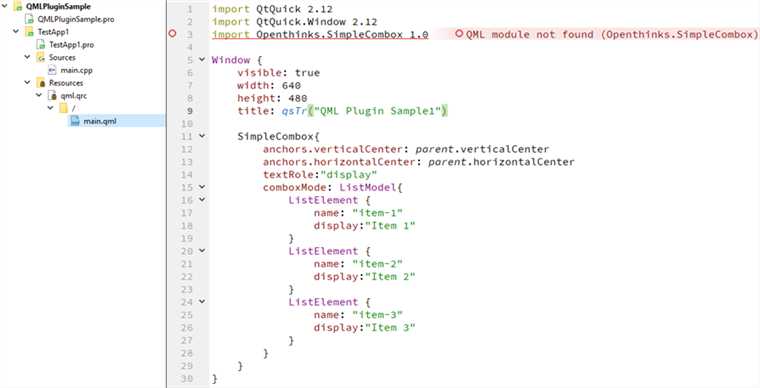 QMLPluginSample
QMLPluginSample.pro
TestApp1
TestApp1.pro
Sources
main.cpp
Resources
qml.qrc
/
main.qml
1 import QtQuick 2.12
2 import QtQuick.Window 2.12
3 import Openthinks.SimpleCombox 1.0 QML module not found (Openthinks.SimpleCombox)
4
5 Window {
6 visible: true
7 width: 640
8 height: 480
9 title: qsTr("QML Plugin Sample1")
10
11 SimpleCombox{
12 anchors.verticalCenter: parent.verticalCenter
13 anchors.horizontalCenter: parent.horizontalCenter
14 textRole:"display"
15 comboxMode: ListModel{
16 ListElement {
17 name: "item-1"
18 display:"Item 1"
19 }
20 ListElement {
21 name: "item-2"
22 display:"Item 2"
23 }
24 ListElement {
25 name: "item-3"
26 display:"Item 3"
27 }
28 }
29 }
30 }